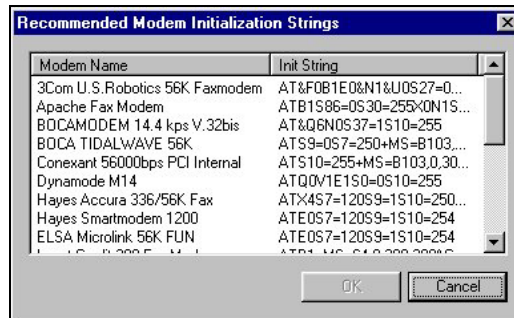 Recommended Modem Initialization Strings
Modem Name Init String
3Com U.S.Robotics 56K Faxmodem AT&F0B1E0&N1&U0S27=0...
Apache Fax Modem ATB1S86=0S30=255X0N1S...
BOCAMODEM 14.4 kps V.32bis AT&Q6N0S37=1S10=255
BOCA TIDALWAVE 56K ATS9=0S7=250+MS=B103,...
Conexant 56000bps PCI Internal ATS10=255+MS=B103,0,30...
Dynamode M14 ATQ0V1E1S0=0S10=255
Hayes Accura 336/56K Fax ATX4S7=120S9=1S10=250...
Hayes Smartmodem 1200 ATE0S7=120S9=1S10=254
ELSA Microlink 56K FUN ATE0S7=120S9=1S10=254
OK Cancel